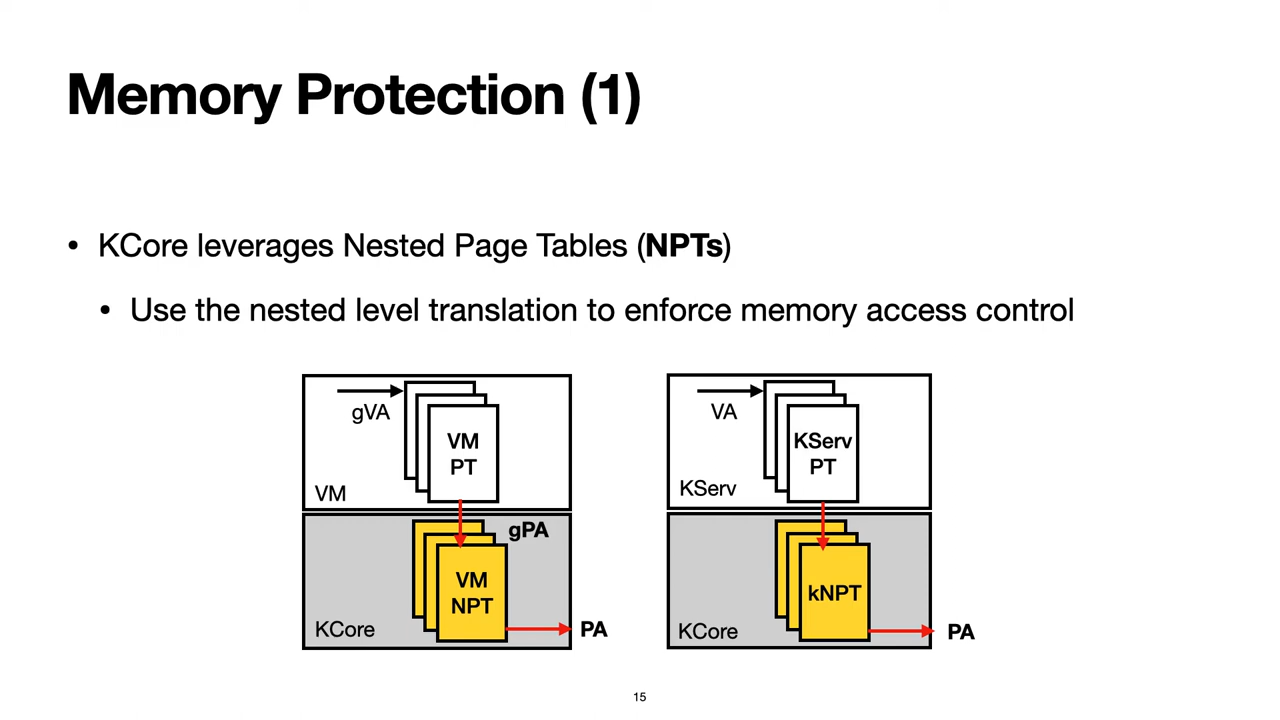 Memory Protection (1)
• KCore leverages Nested Page Tables (NPTs)
• Use the nested level translation to enforce memory access control
gVA
VM
PT
VM
gPA
VM
NPT
KCore
PA
VA
KServ
PT
KServ
kNPT
KCore
PA
15